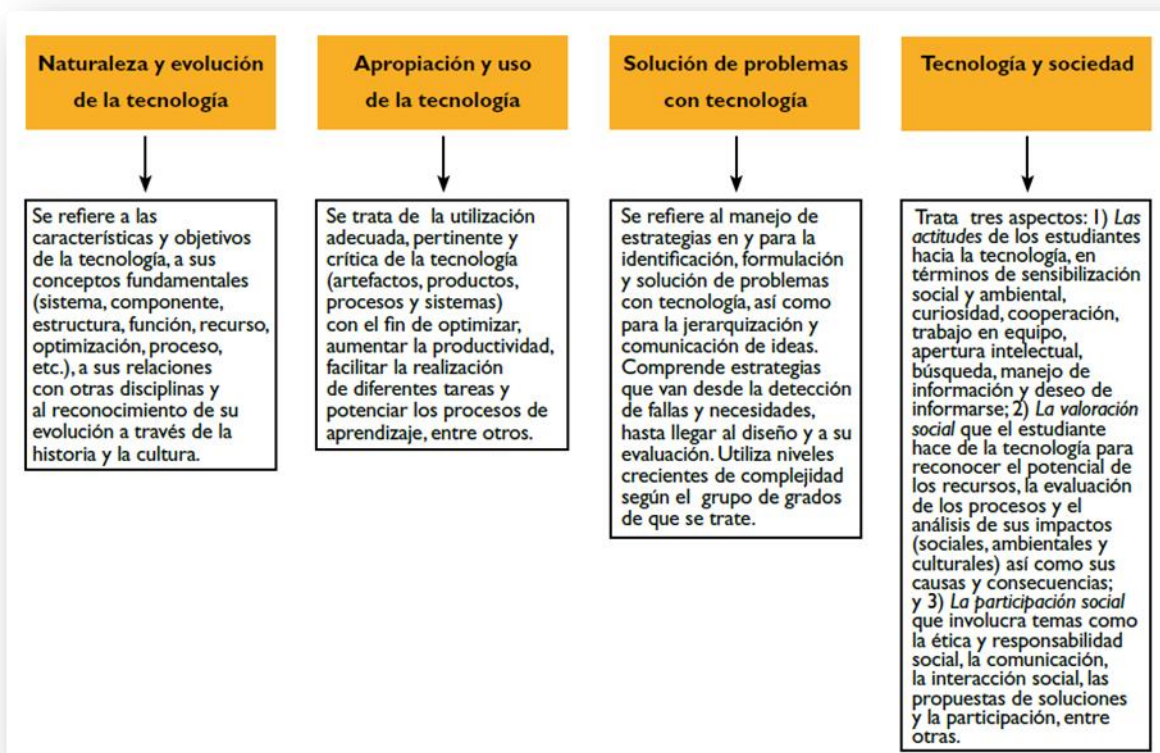 Naturaleza y evolución
de la tecnología
Se refiere a las
características y objetivos
de la tecnología, a sus
conceptos fundamentales
(sistema, componente,
estructura, función, recurso,
optimización, proceso,
etc.), a sus relaciones
con otras disciplinas y
al reconocimiento de su
evolución a través de la
historia y la cultura.
Apropiación y uso
de la tecnología
Se trata de la utilización
adecuada, pertinente y
crítica de la tecnología
(artefactos, productos,
procesos y sistemas)
con el fin de optimizar,
aumentar la productividad,
facilitar la realización
de diferentes tareas y
potenciar los procesos de
aprendizaje, entre otros.
Solución de problemas
con tecnología
Se refiere al manejo de
estrategias en y para la
identificación, formulación
y solución de problemas
con tecnología, así como
para la jerarquización y
comunicación de ideas.
Comprende estrategias
que van desde la detección
de fallas y necesidades,
hasta llegar al diseño y a su
evaluación. Utiliza niveles
crecientes de complejidad
según el grupo de grados
de que se trate.
Tecnología y sociedad
Trata tres aspectos: 1) Las
actitudes de los estudiantes
hacia la tecnología, en
términos de sensibilización
social y ambiental,
curiosidad, cooperación,
trabajo en equipo,
apertura intelectual,
búsqueda, manejo de
información y deseo de
informarse; 2) La valoración
social que el estudiante
hace de la tecnología para
reconocer el potencial de
los recursos, la evaluación
de los procesos y el
análisis de sus impactos
(sociales, ambientales y
culturales) así como sus
causas y consecuencias;
y 3) La participación social
que involucra temas como
la ética y responsabilidad
social, la comunicación,
la interacción social, las
propuestas de soluciones
y la participación, entre
otras.